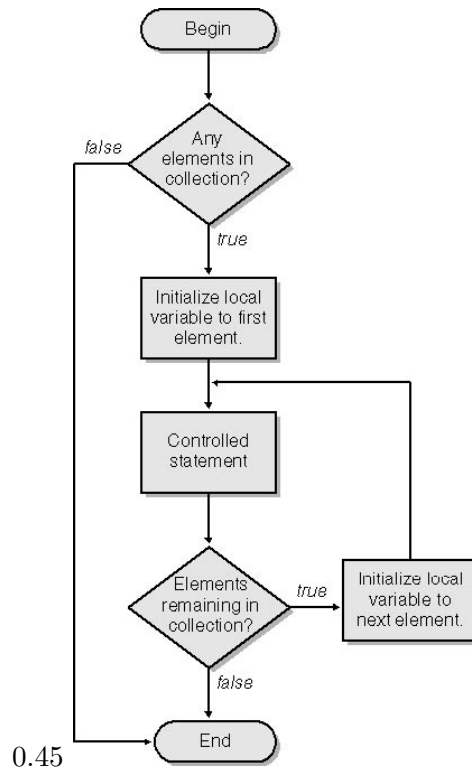 Begin
Any
elements in
collection?
false
true
Initialize local
variable to first
element.
Controlled
statement
Elements
remaining in
collection?
true
Initialize local
variable to
next element.
false
End
0.45